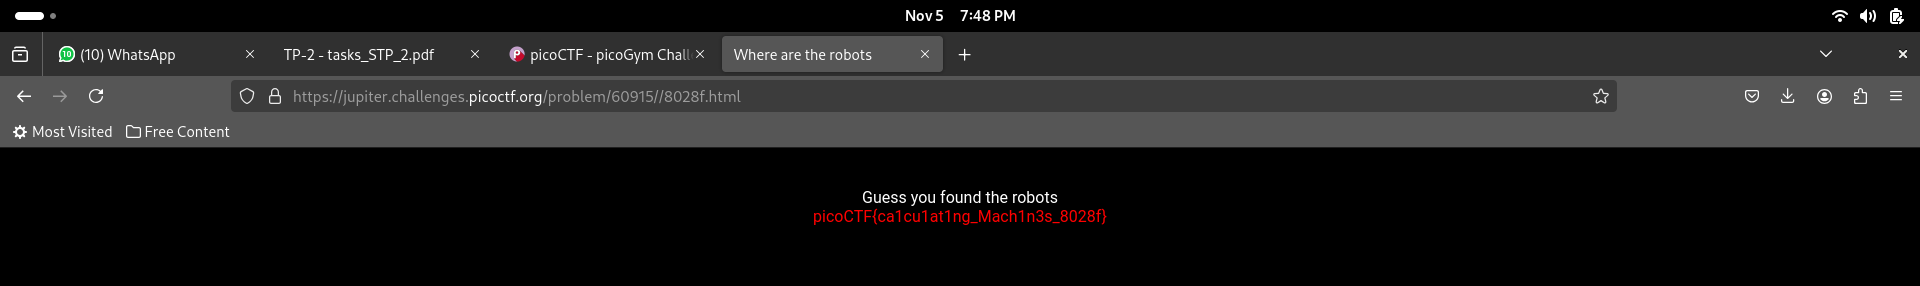 Nov 5 7:48 PM
10 (10) WhatsApp
TP-2 - tasks_STP_2.pdf
picoCTF - picoGym Chall
Where are the robots
https://jupiter.challenges.picoctf.org/problem/60915//8028f.html
Most Visited Free Content
Guess you found the robots
picoCTF{ca1cu1at1ng_Mach1n3s_8028f}